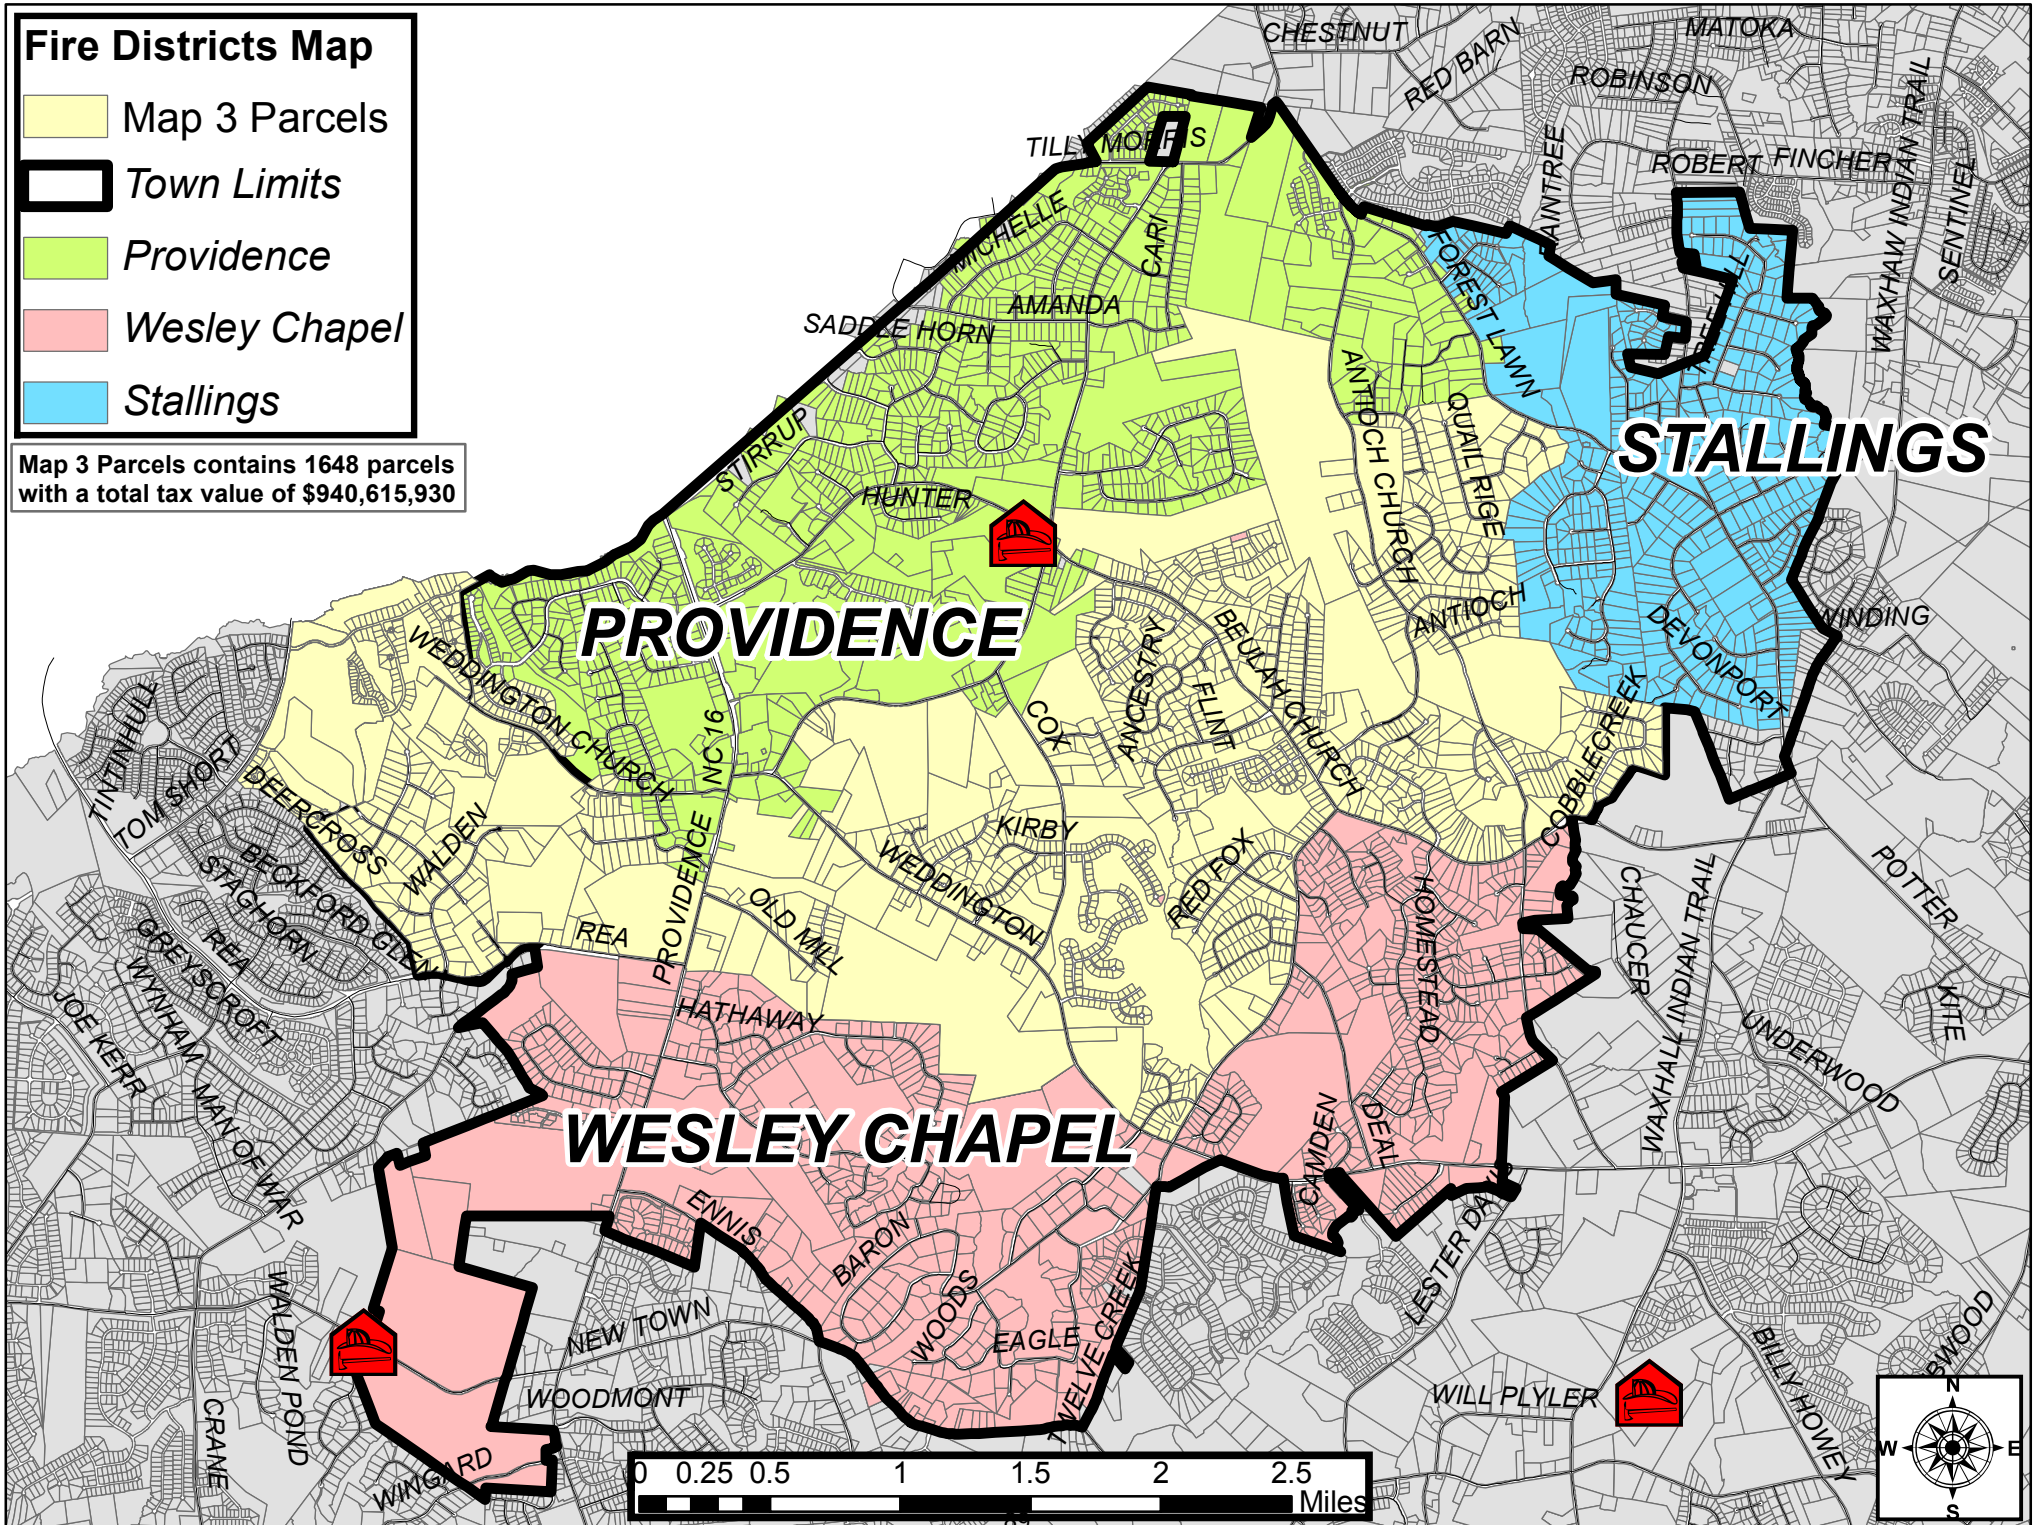 Fire Districts Map
Map 3 Parcels
Town Limits
Providence
Wesley Chapel
Stallings
Map 3 Parcels contains 1648 parcels
with a total tax value of $940,615,930
CHESTNUT
RED BARN
MATOKA
ROBINSON
WAXHAW INDIAN TRAIL
TILLY MORRIS
ROBERT
FINCHER
SENTINEL
MICHELLE
CARI
FOREST LAWN
AMANDA
SADDLE HORN
ANTIOCH CHURCH
QUAIL RIGE
STIRRUP
HUNTER
STALLINGS
PROVIDENCE
WEDDINGTON CHURCH
NC 16
COX
ANCESTRY
FLINT
BEULAH CHURCH
ANTIOCH
DEVONPORT
WINDING
COBBLECREEK
TINTINHULL
TOM SHORT
DEERCROSS
WALDEN
BECKFORD GLEN
STAGHORN
REA
GREYSCROFT
WYNHAM
JOE KERR
MAN OF WAR
REA
PROVIDENCE
OLD MILL
WEDDINGTON
KIRBY
RED FOX
HOMESTEAD
CHAUCER
WAXHALL INDIAN TRAIL
POTTER
KITE
UNDERWOOD
HATHAWAY
WESLEY CHAPEL
CAMDEN
DEAL
ENNIS
BARON
WOODS
EAGLE
TWELVE CREEK
WALDEN POND
CRANE
NEW TOWN
WOODMONT
WINGARD
WILL PLYLER
BILLY HOWEY
0 0.25 0.5 1 1.5 2 2.5
Miles
N
W E
S